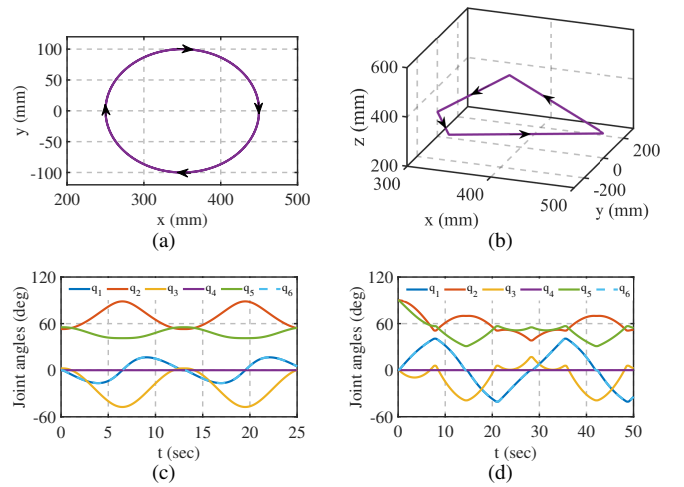 100
50
0
-50
-100
y (mm)
200 300 400 500
x (mm)
(a)
600
400
200
z (mm)
300
400
500
x (mm)
-200
0
200
y (mm)
(b)
120
60
0
-60
Joint angles (deg)
q1 q2 q3 q4 q5 q6
0 5 10 15 20 25
t (sec)
(c)
120
60
0
-60
Joint angles (deg)
q1 q2 q3 q4 q5 q6
0 10 20 30 40 50
t (sec)
(d)